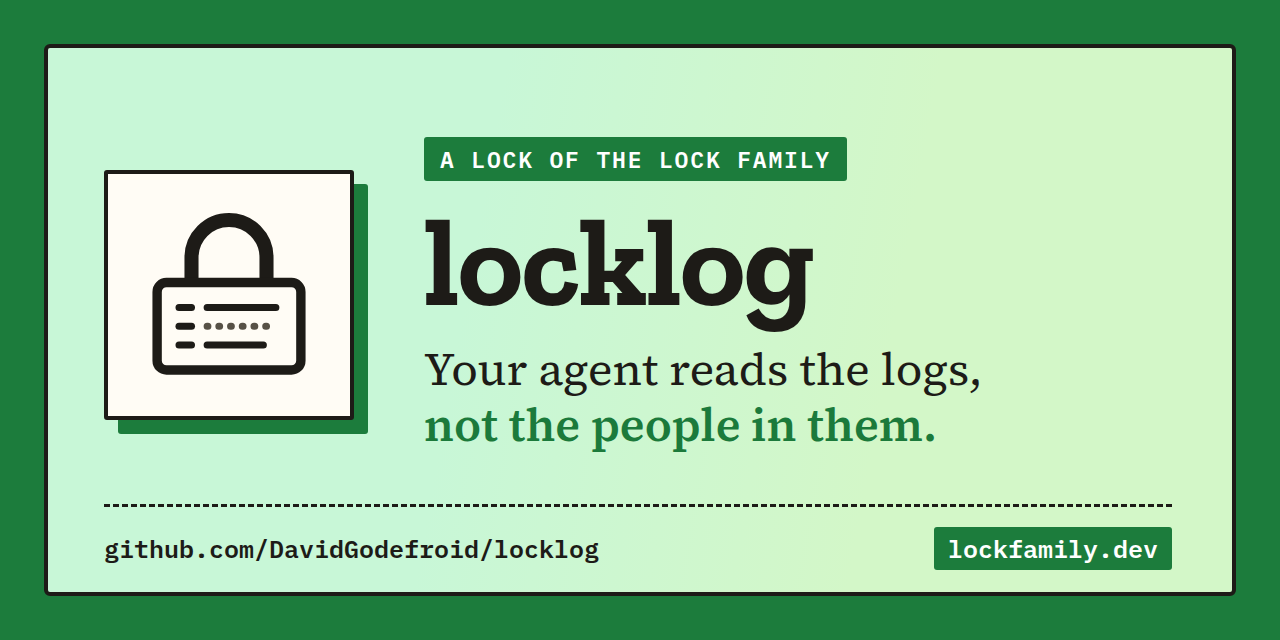 A LOCK OF THE LOCK FAMILY
locklog
Your agent reads the logs,
not the people in them.
github.com/DavidGodefroid/locklog
lockfamily.dev